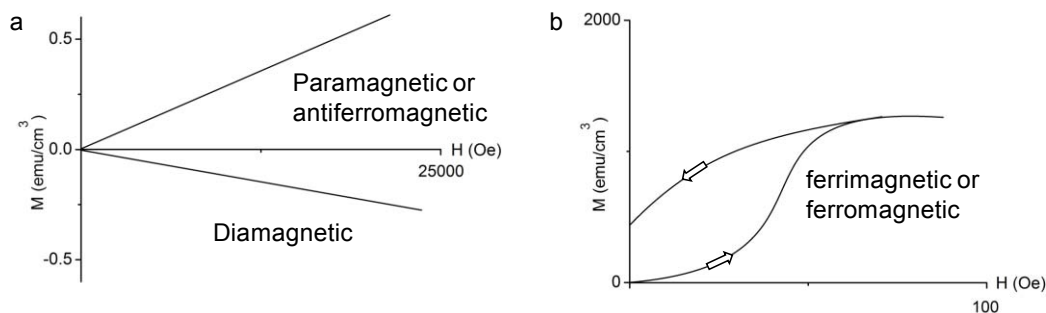 a
0.5
0.0
-0.5
M (emu/cm³)
H (Oe)
25000
Paramagnetic or
antiferromagnetic
Diamagnetic
b
2000
1000
0
M (emu/cm³)
H (Oe)
100
ferrimagnetic or
ferromagnetic